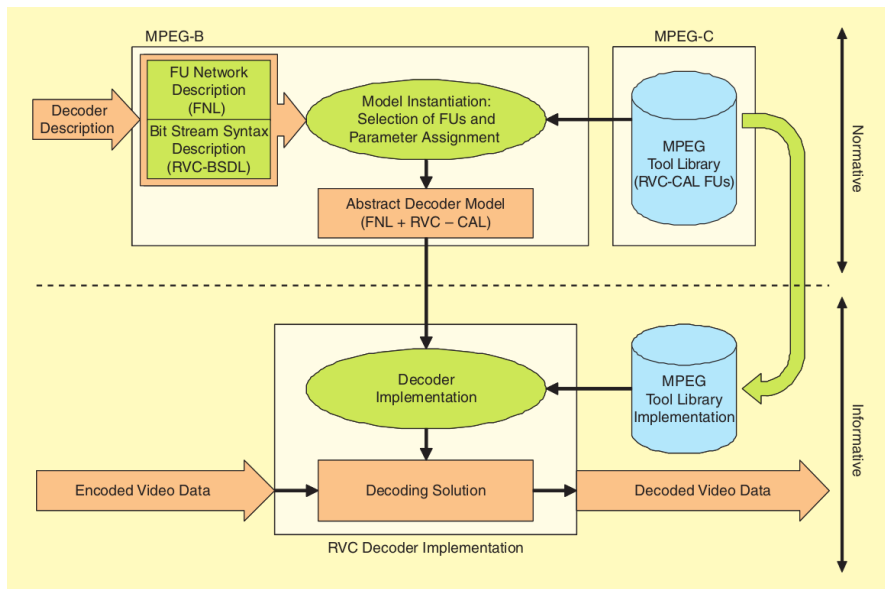 MPEG-B
MPEG-C
FU Network
Description
(FNL)
Bit Stream Syntax
Description
(RVC-BSDL)
Decoder
Description
Model Instantiation:
Selection of FUs and
Parameter Assignment
MPEG
Tool Library
(RVC-CAL FUs)
Normative
Abstract Decoder Model
(FNL + RVC – CAL)
Decoder
Implementation
MPEG
Tool Library
Implementation
Informative
Encoded Video Data
Decoding Solution
Decoded Video Data
RVC Decoder Implementation